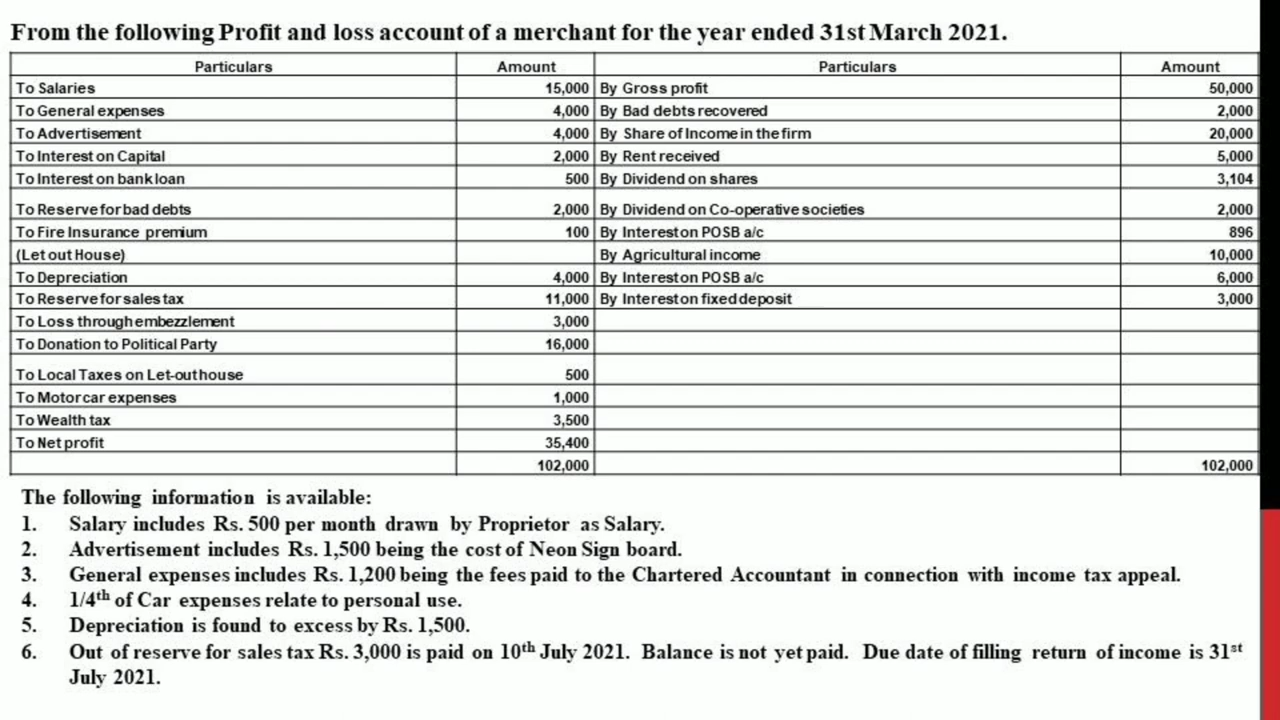 From the following Profit and loss account of a merchant for the year ended 31st March 2021.
Particulars Amount Particulars Amount
To Salaries 15,000 By Gross profit 50,000
To General expenses 4,000 By Bad debts recovered 2,000
To Advertisement 4,000 By Share of Income in the firm 20,000
To Interest on Capital 2,000 By Rent received 5,000
To Interest on bank loan 500 By Dividend on shares 3,104
To Reserve for bad debts 2,000 By Dividend on Co-operative societies 2,000
To Fire Insurance premium 100 By Interest on POSB a/c 896
(Let out House) By Agricultural income 10,000
To Depreciation 4,000 By Interest on POSB a/c 6,000
To Reserve for sales tax 11,000 By Interest on fixed deposit 3,000
To Loss through embezzlement 3,000
To Donation to Political Party 16,000
To Local Taxes on Let-out house 500
To Motor car expenses 1,000
To Wealth tax 3,500
To Net profit 35,400
102,000 102,000
The following information is available:
1. Salary includes Rs. 500 per month drawn by Proprietor as Salary.
2. Advertisement includes Rs. 1,500 being the cost of Neon Sign board.
3. General expenses includes Rs. 1,200 being the fees paid to the Chartered Accountant in connection with income tax appeal.
4. 1/4th of Car expenses relate to personal use.
5. Depreciation is found to excess by Rs. 1,500.
6. Out of reserve for sales tax Rs. 3,000 is paid on 10th July 2021. Balance is not yet paid. Due date of filling return of income is 31st
July 2021.